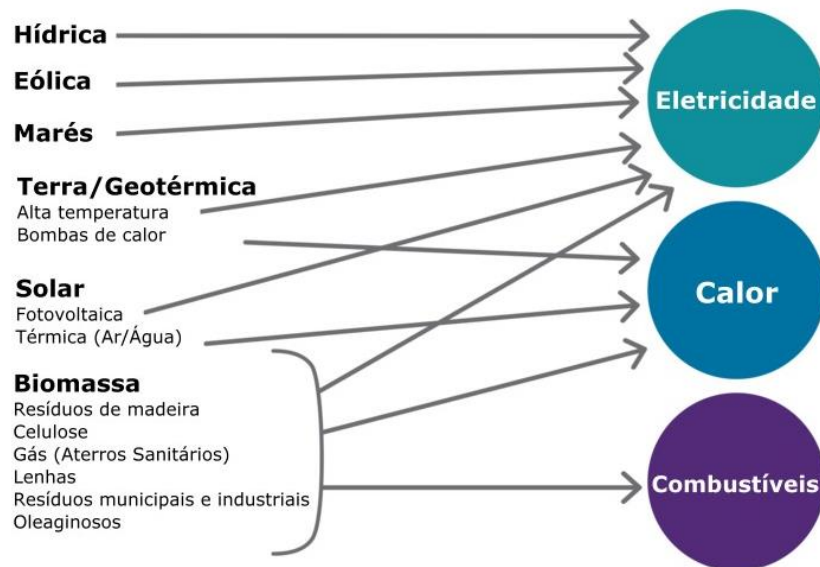 Hídrica
Eólica
Marés
Terra/Geotérmica
Alta temperatura
Bombas de calor
Solar
Fotovoltaica
Térmica (Ar/Água)
Biomassa
Resíduos de madeira
Celulose
Gás (Aterros Sanitários)
Lenhas
Resíduos municipais e industriais
Oleaginosos
Eletricidade
Calor
Combustíveis